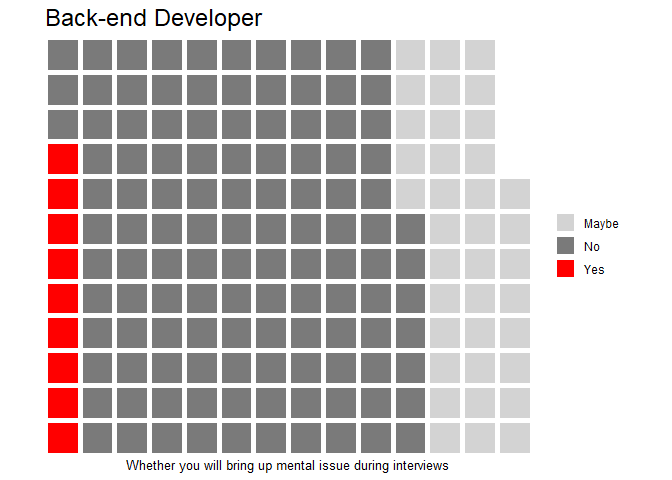 Back-end Developer
Maybe
No
Yes
Whether you will bring up mental issue during interviews